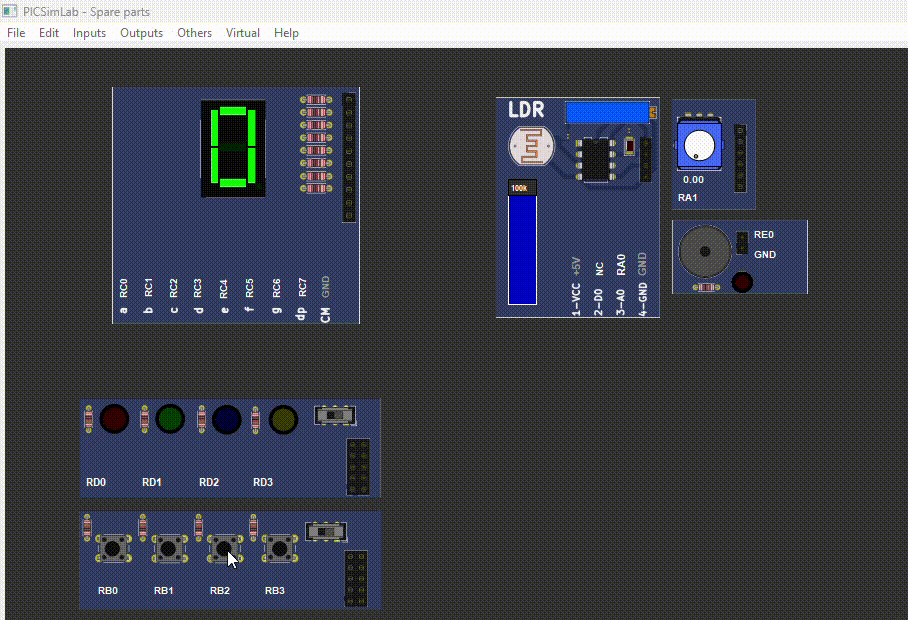 PICSimLab - Spare parts
File Edit Inputs Outputs Others Virtual Help
LDR
100k
0.00
RA1
RE0
GND
a RC0
b RC1
c RC2
d RC3
e RC4
f RC5
g RC6
dp RC7
CM GND
1-VCC +5V
2-D0 NC
3-A0 RA0
4-GND GND
RD0 RD1 RD2 RD3
RB0 RB1 RB2 RB3